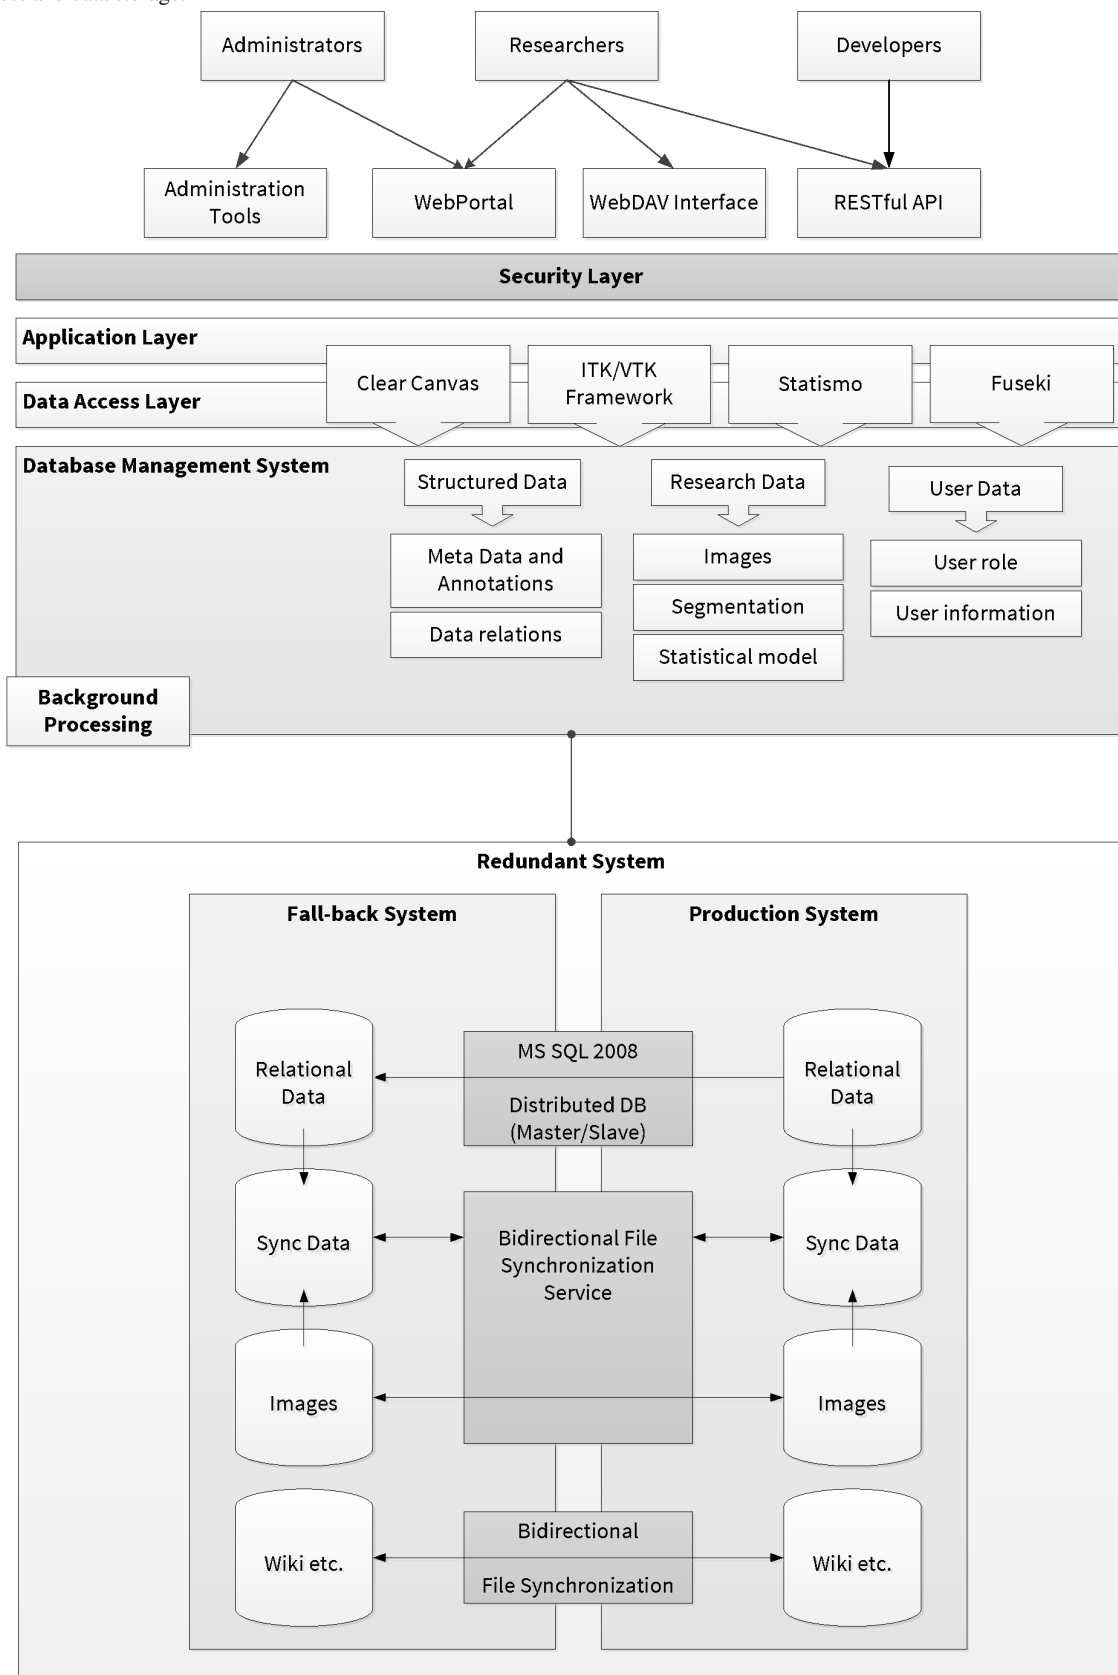 Administrators
Researchers
Developers
Administration
Tools
WebPortal
WebDAV Interface
RESTful API
Security Layer
Application Layer
Clear Canvas
ITK/VTK
Framework
Statismo
Fuseki
Data Access Layer
Database Management System
Structured Data
Research Data
User Data
Meta Data and
Annotations
Data relations
Images
Segmentation
Statistical model
User role
User information
Background
Processing
Redundant System
Fall-back System
Production System
Relational
Data
MS SQL 2008
Distributed DB
(Master/Slave)
Relational
Data
Sync Data
Bidirectional File
Synchronization
Service
Sync Data
Images
Images
Wiki etc.
Bidirectional
File Synchronization
Wiki etc.